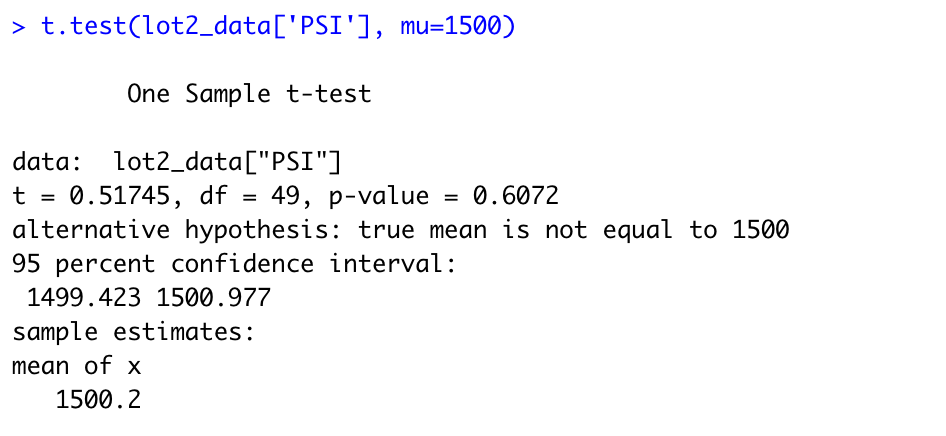 > t.test(lot2_data['PSI'], mu=1500)
One Sample t-test
data:  lot2_data["PSI"]
t = 0.51745, df = 49, p-value = 0.6072
alternative hypothesis: true mean is not equal to 1500
95 percent confidence interval:
1499.423 1500.977
sample estimates:
mean of x
1500.2